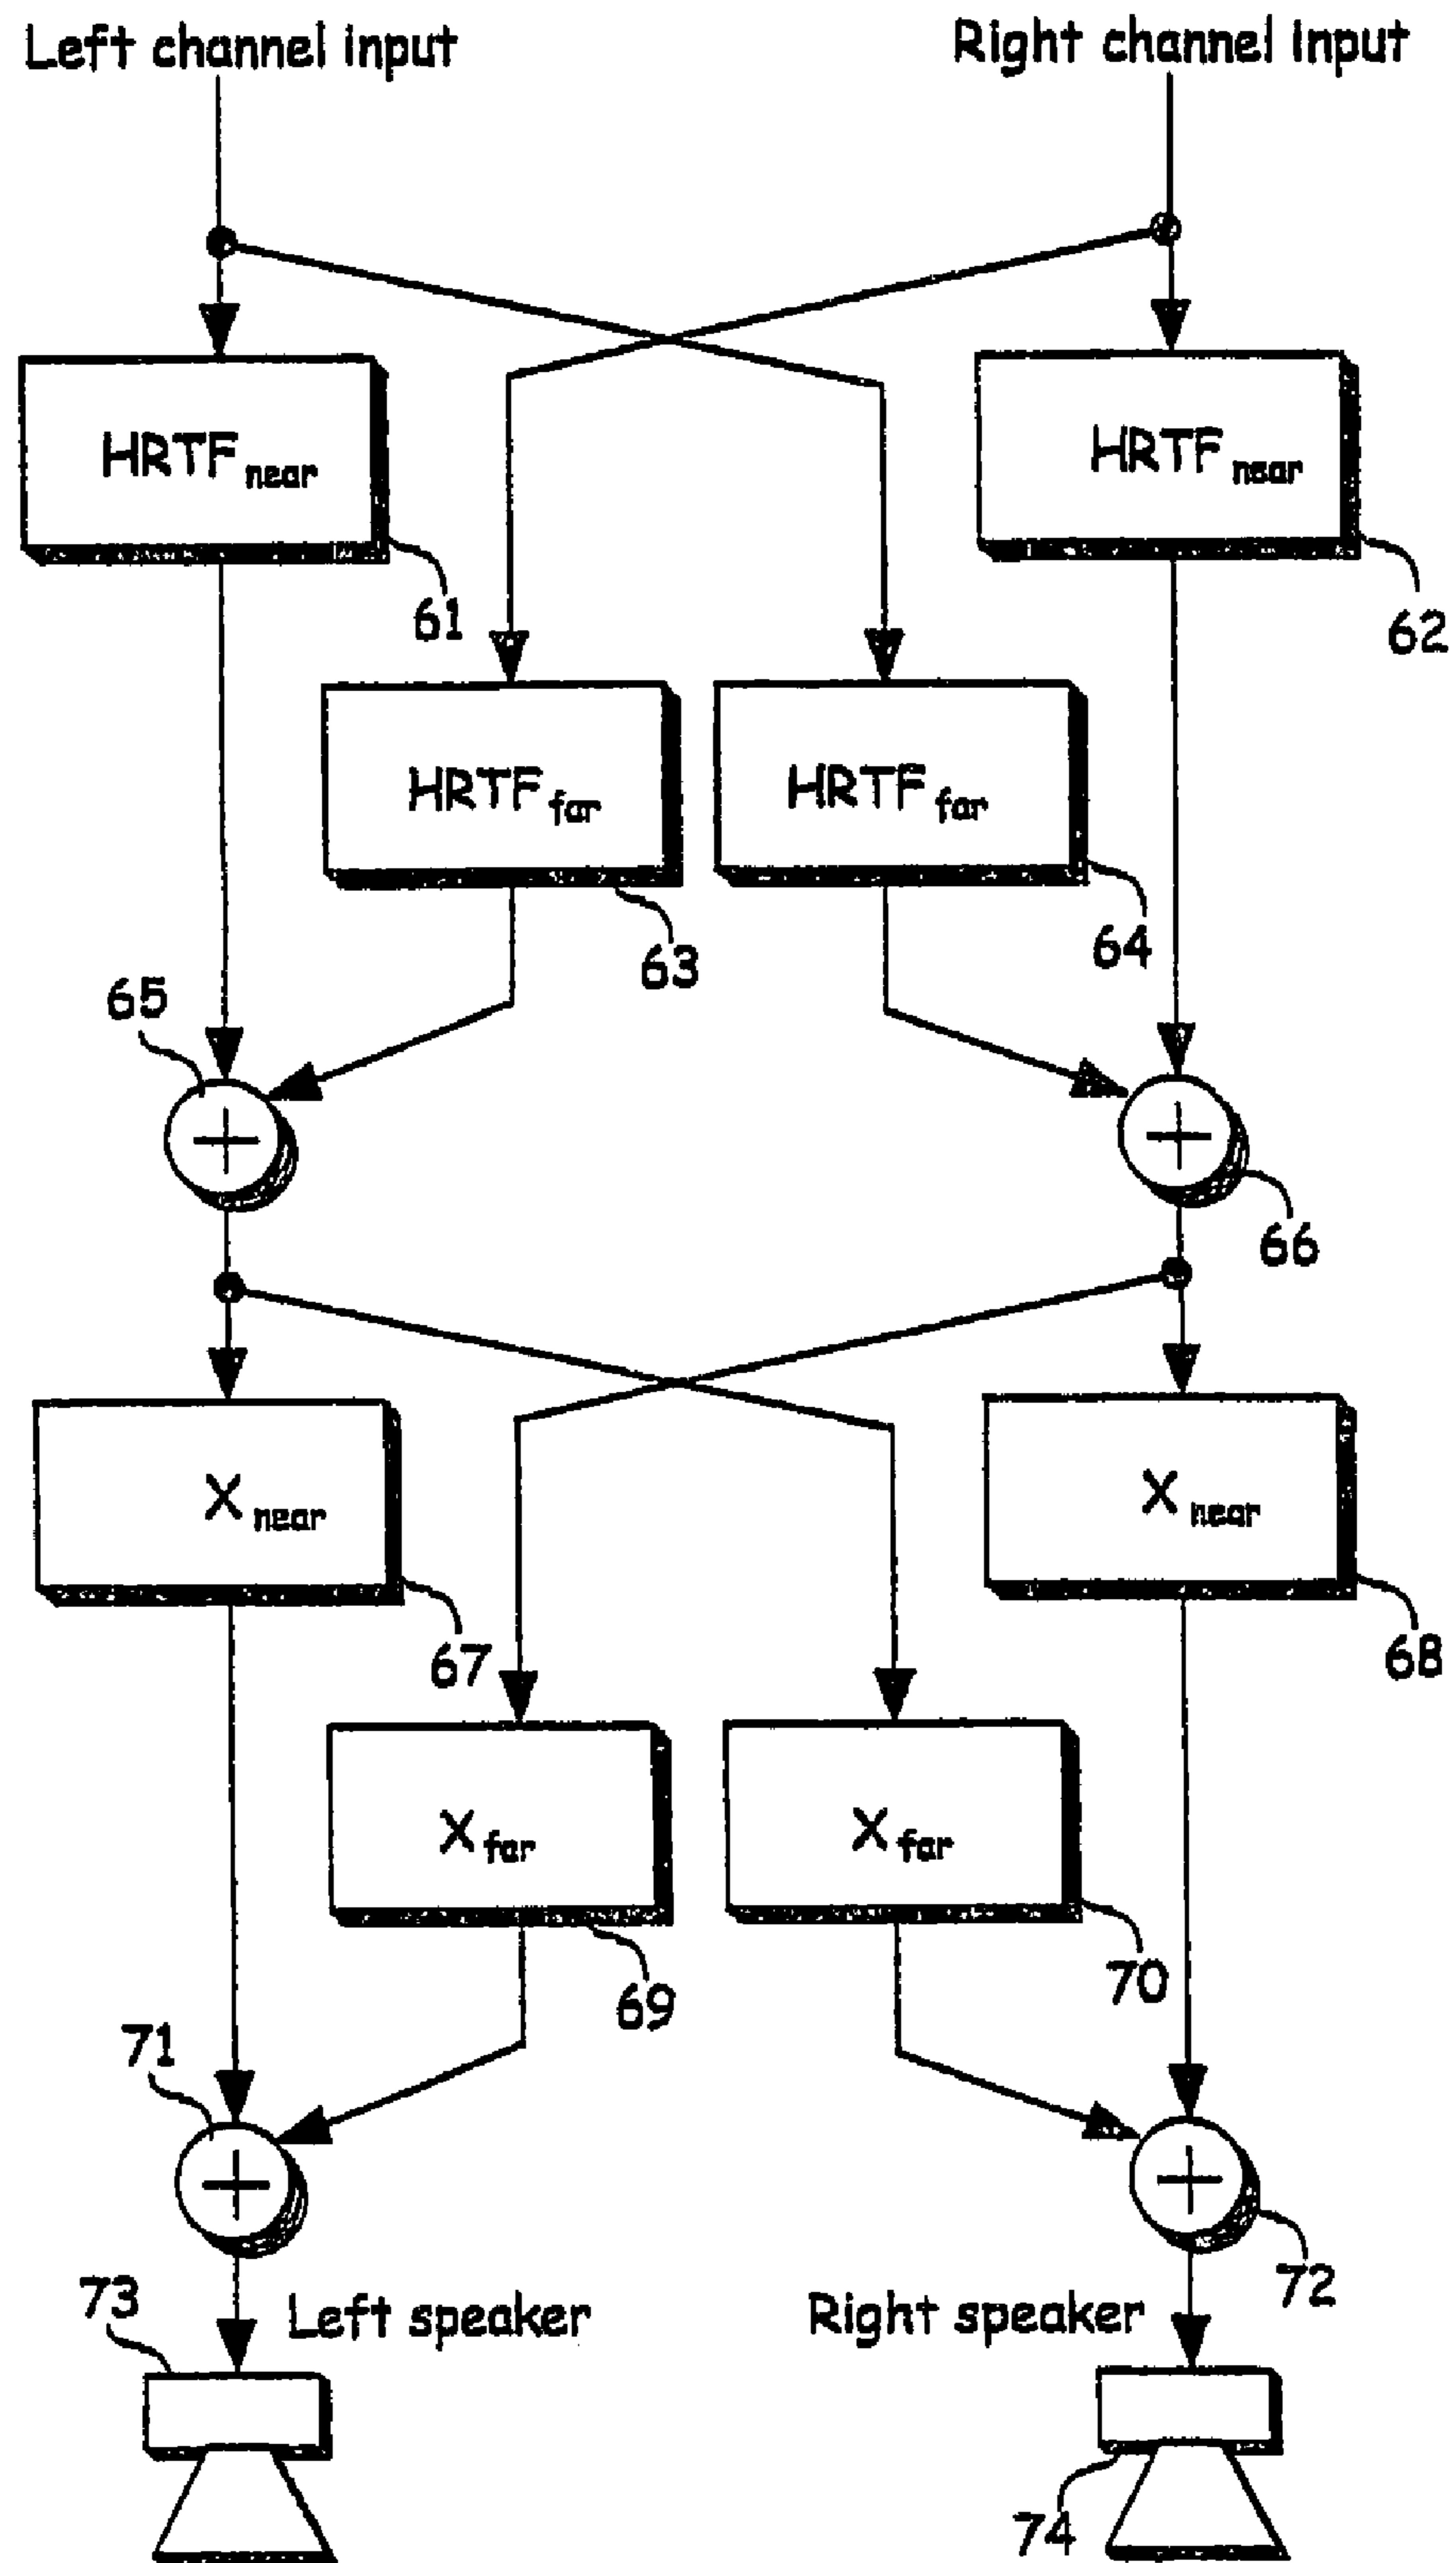 Left channel input
Right channel input
HRTF near
HRTF near
61
62
HRTF far
HRTF far
63
64
65
66
X near
X near
67
68
X far
X far
69
70
71
72
73
Left speaker
Right speaker
74